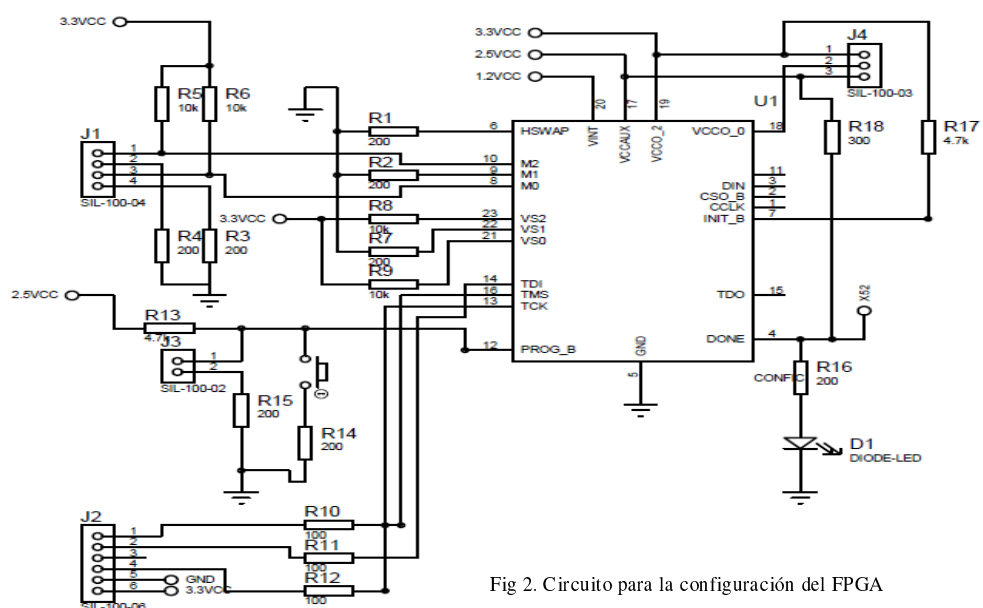 3.3VCC
R5
10k
R6
10k
J1
1
2
3
4
SIL-100-04
R4
200
R3
200
R1
200
R2
200
3.3VCC
R8
10k
R7
200
R9
10k
3.3VCC
2.5VCC
1.2VCC
20
17
19
VINT
VCCAUX
VCCO_2
U1
6
HSWAP
10
M2
9
M1
8
M0
23
VS2
22
VS1
21
VS0
14
TDI
16
TMS
13
TCK
12
PROG_B
VCCO_0
18
11
DIN
3
CSO_B
2
CCLK
1
INIT_B
7
TDO
15
DONE
4
GND
5
J4
1
2
3
SIL-100-03
R18
300
R17
4.7k
X52
R16
200
D1
DIODE-LED
2.5VCC
R13
J3
1
2
SIL-100-02
R15
200
R14
200
J2
1
2
3
4
5
6
GND
3.3VCC
SIL-100-06
R10
100
R11
100
R12
100
Fig 2. Circuito para la configuración del FPGA